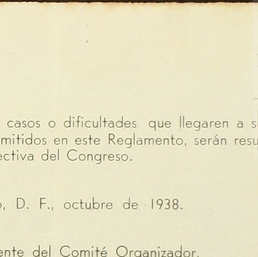 casos o dificultades que llegaren a
mitidos en este Reglamento, serán
ectiva del Congreso.
D. F., octubre de 1938.
ente del Comité Organizador.